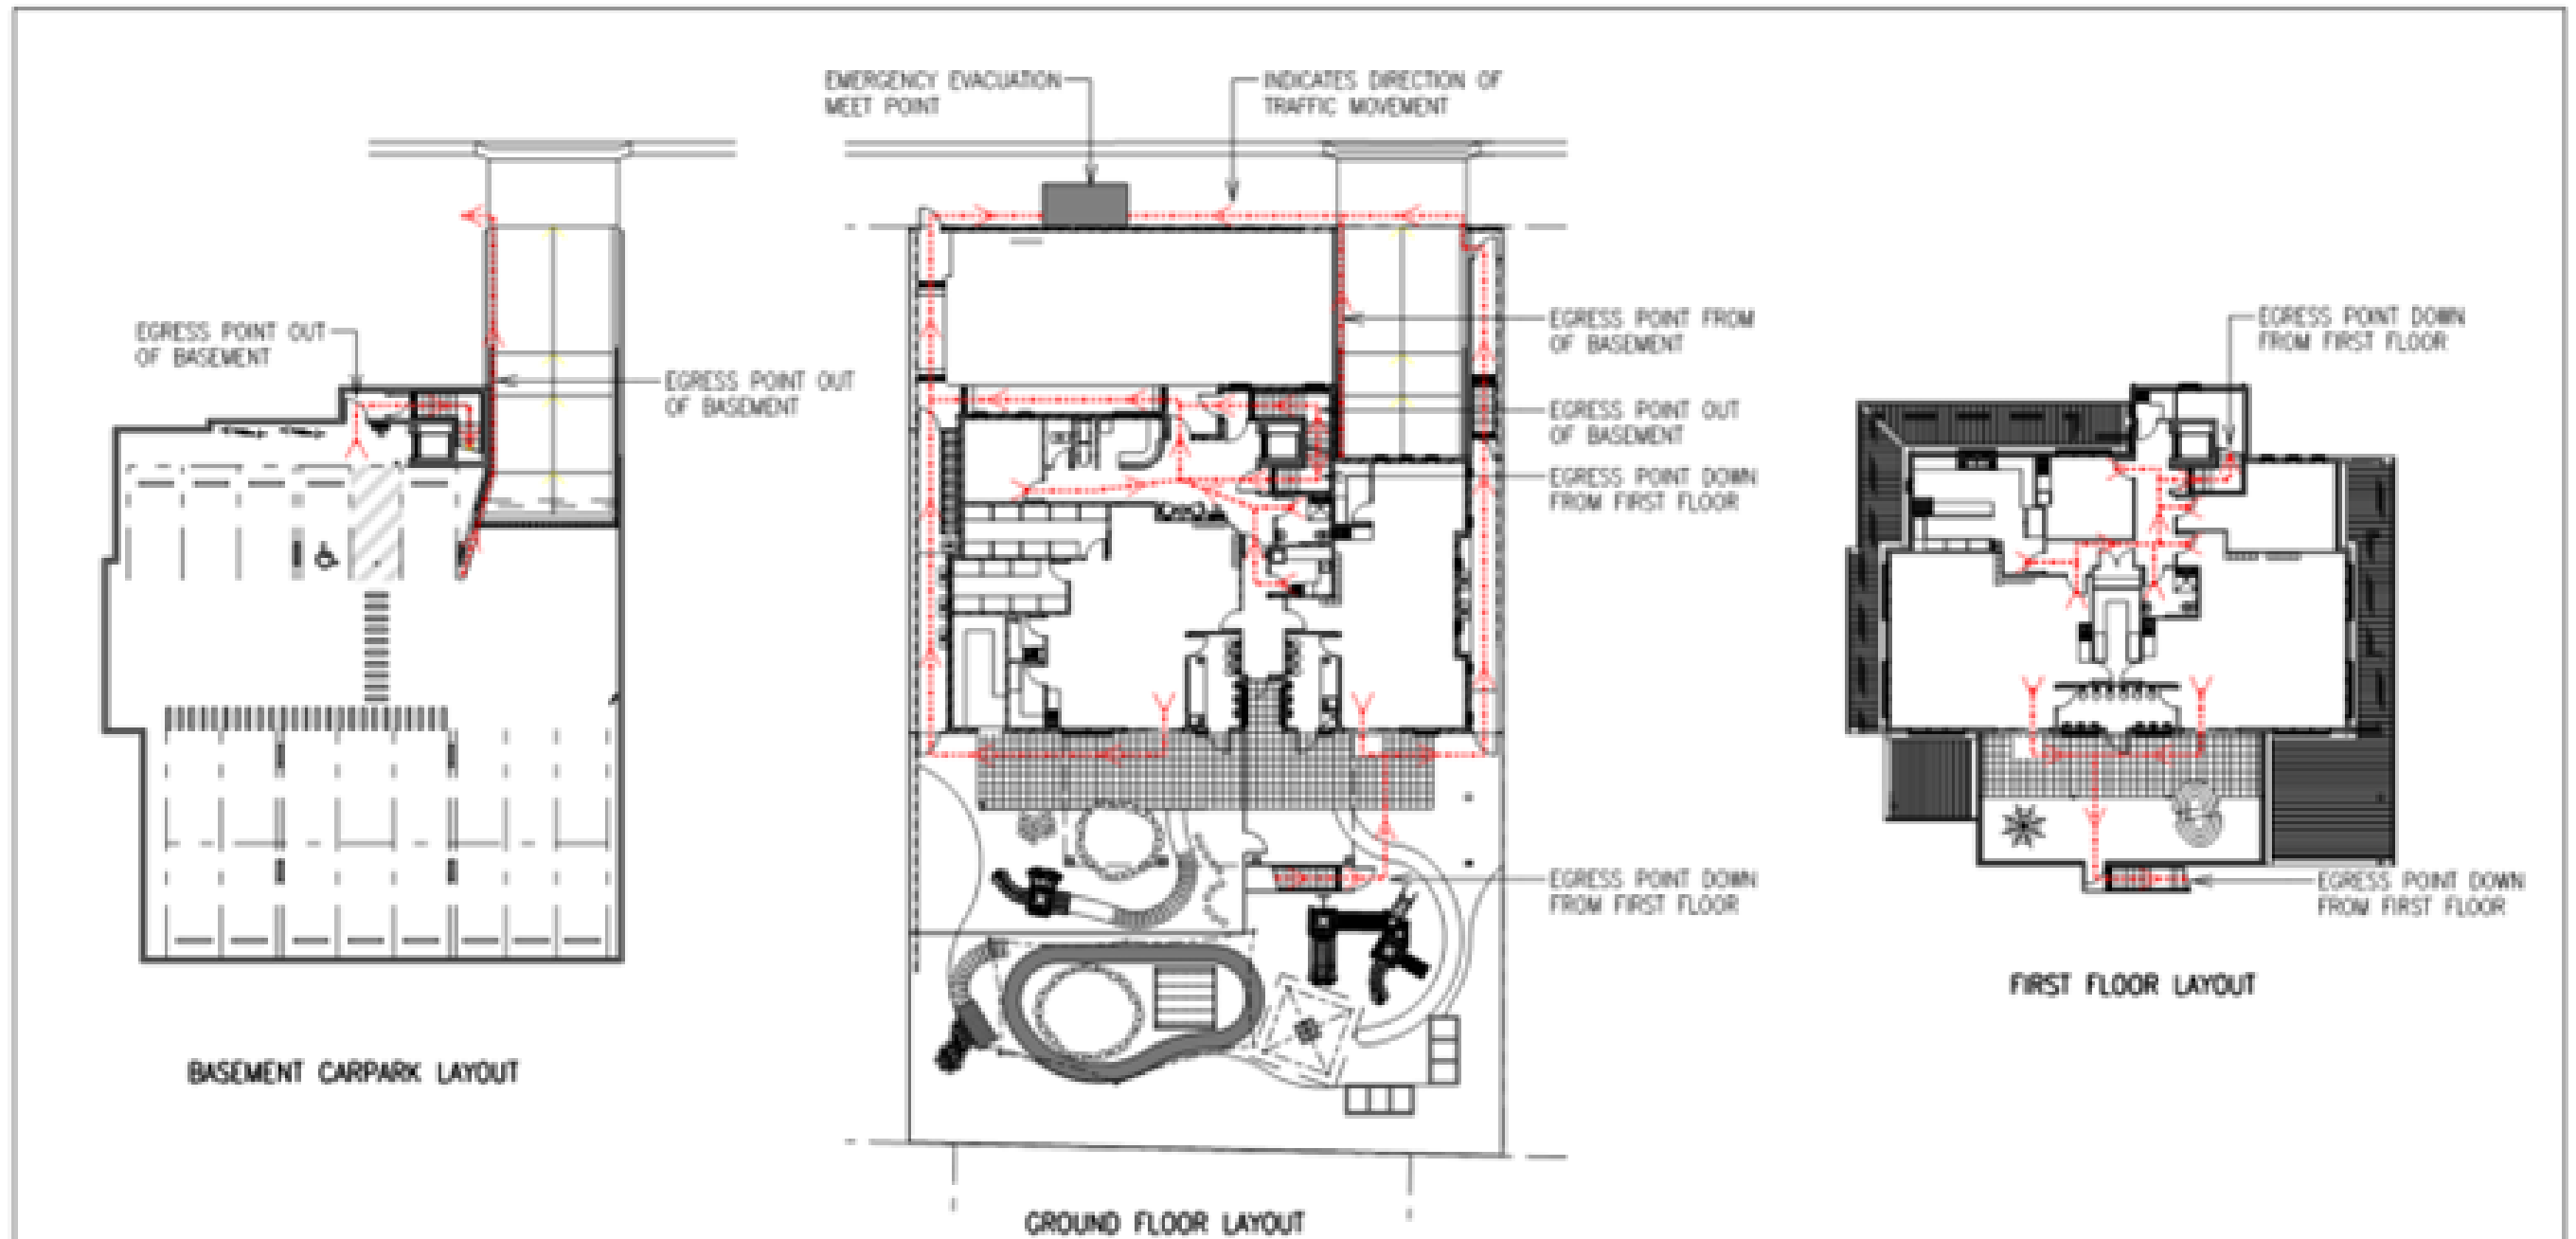 EMERGENCY EVACUATION
MEET POINT
INDICATES DIRECTION OF
TRAFFIC MOVEMENT
EGRESS POINT OUT
OF BASEMENT
EGRESS POINT OUT
OF BASEMENT
BASEMENT CARPARK LAYOUT
EGRESS POINT FROM
OF BASEMENT
EGRESS POINT OUT
OF BASEMENT
EGRESS POINT DOWN
FROM FIRST FLOOR
EGRESS POINT DOWN
FROM FIRST FLOOR
GROUND FLOOR LAYOUT
EGRESS POINT DOWN
FROM FIRST FLOOR
EGRESS POINT DOWN
FROM FIRST FLOOR
FIRST FLOOR LAYOUT